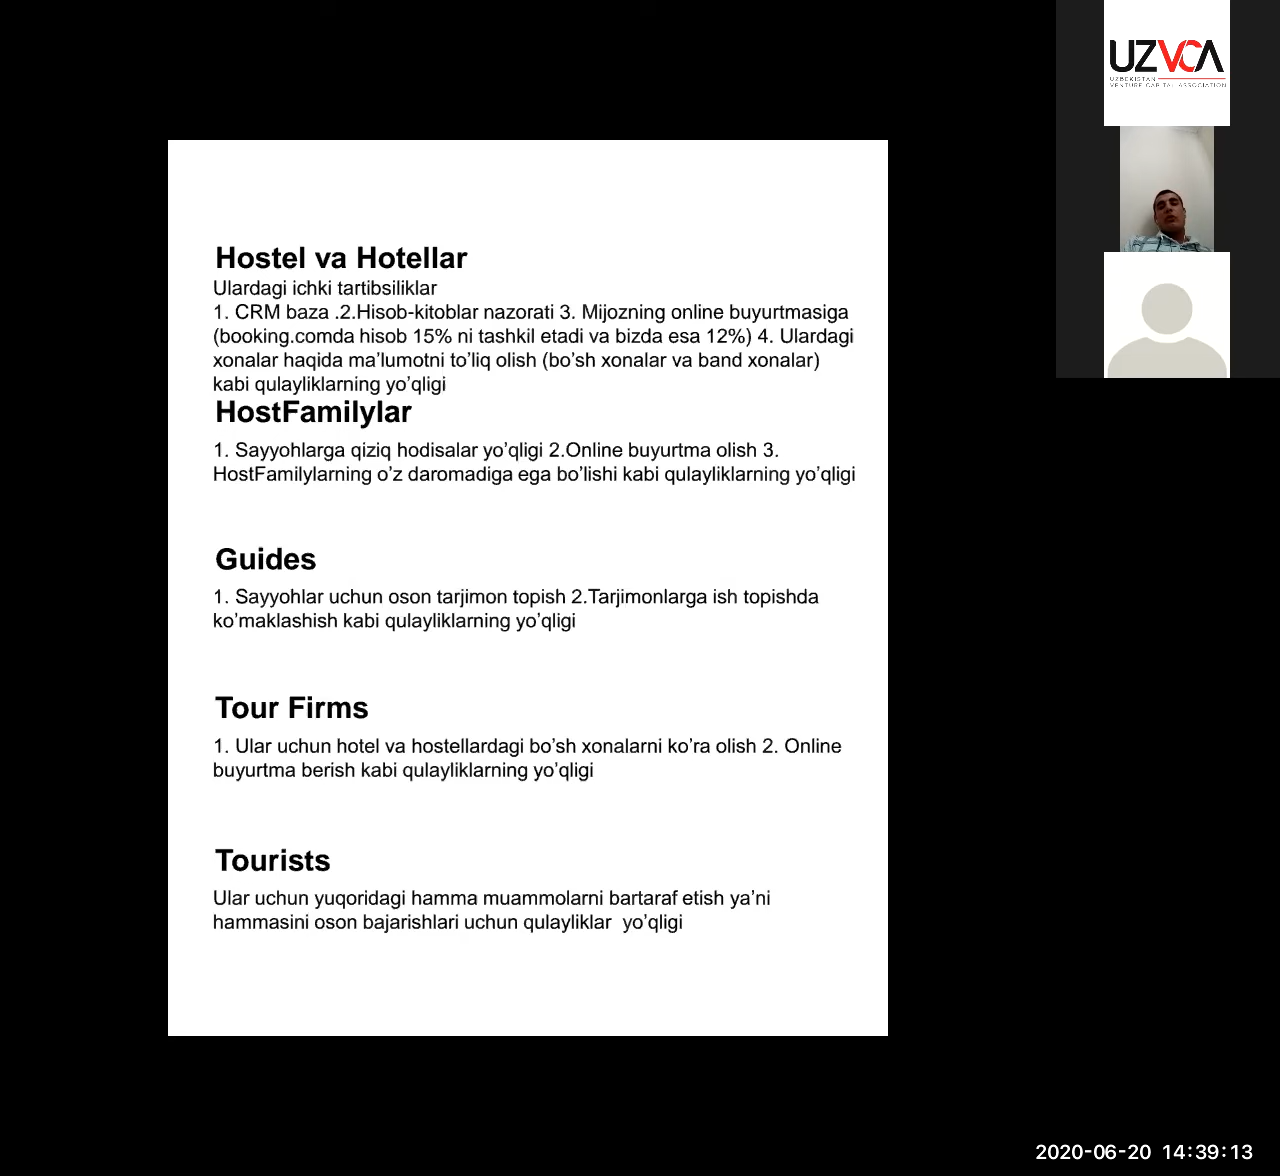 Hostel va Hotellar
Ulardagi ichki tartibsiliklar
1. CRM baza .2.Hisob-kitoblar nazorati 3. Mijozning online buyurtmasiga
(booking.comda hisob 15% ni tashkil etadi va bizda esa 12%) 4. Ulardagi
xonalar haqida ma’lumotni to’liq olish (bo’sh xonalar va band xonalar)
kabi qulayliklarning yo’qligi
HostFamilylar
1. Sayyohlarga qiziq hodisalar yo’qligi 2.Online buyurtma olish 3.
HostFamilylarning o’z daromadiga ega bo’lishi kabi qulayliklarning yo’qligi
Guides
1. Sayyohlar uchun oson tarjimon topish 2.Tarjimonlarga ish topishda
ko’maklashish kabi qulayliklarning yo’qligi
Tour Firms
1. Ular uchun hotel va hostellardagi bo’sh xonalarni ko’ra olish 2. Online
buyurtma berish kabi qulayliklarning yo’qligi
Tourists
Ular uchun yuqoridagi hamma muammolarni bartaraf etish ya’ni
hammasini oson bajarishlari uchun qulayliklar  yo’qligi
UZVCA
UZBEKISTAN
VENTURE CAPITAL ASSOCIATION
2020-06-20 14:39:13